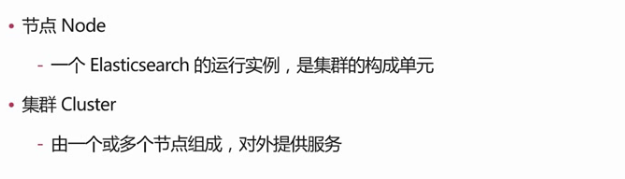 • 节点 Node
- 一个 Elasticsearch 的运行实例，是集群的构成单元
• 集群 Cluster
- 由一个或多个节点组成，对外提供服务